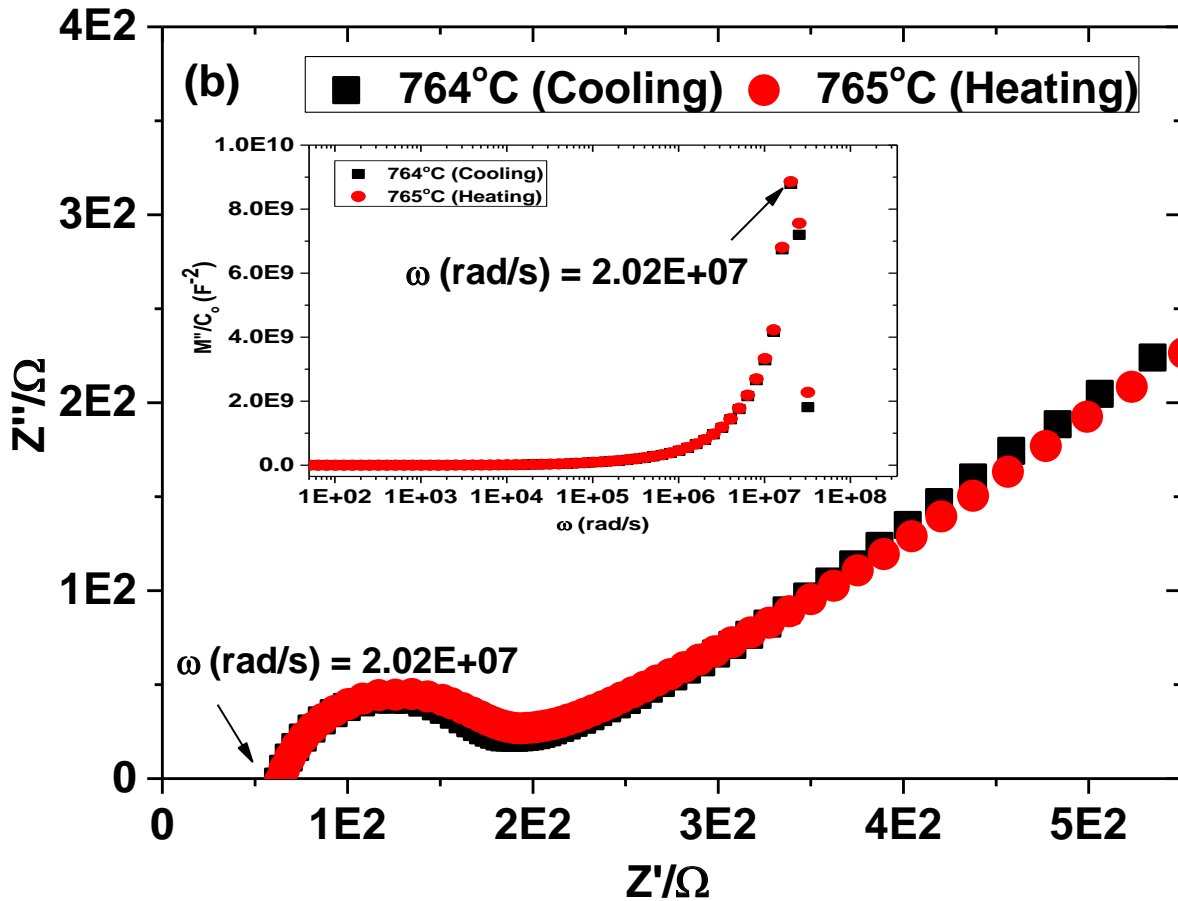 4E2
(b)
764°C (Cooling) 765°C (Heating)
3E2
2E2
1E2
0
Z''/Ω
1.0E10
8.0E9
6.0E9
4.0E9
2.0E9
0.0
M''/C₀ (F⁻²)
764°C (Cooling)
765°C (Heating)
ω (rad/s) = 2.02E+07
1E+02 1E+03 1E+04 1E+05 1E+06 1E+07 1E+08
ω (rad/s)
ω (rad/s) = 2.02E+07
0 1E2 2E2 3E2 4E2 5E2
Z'/Ω